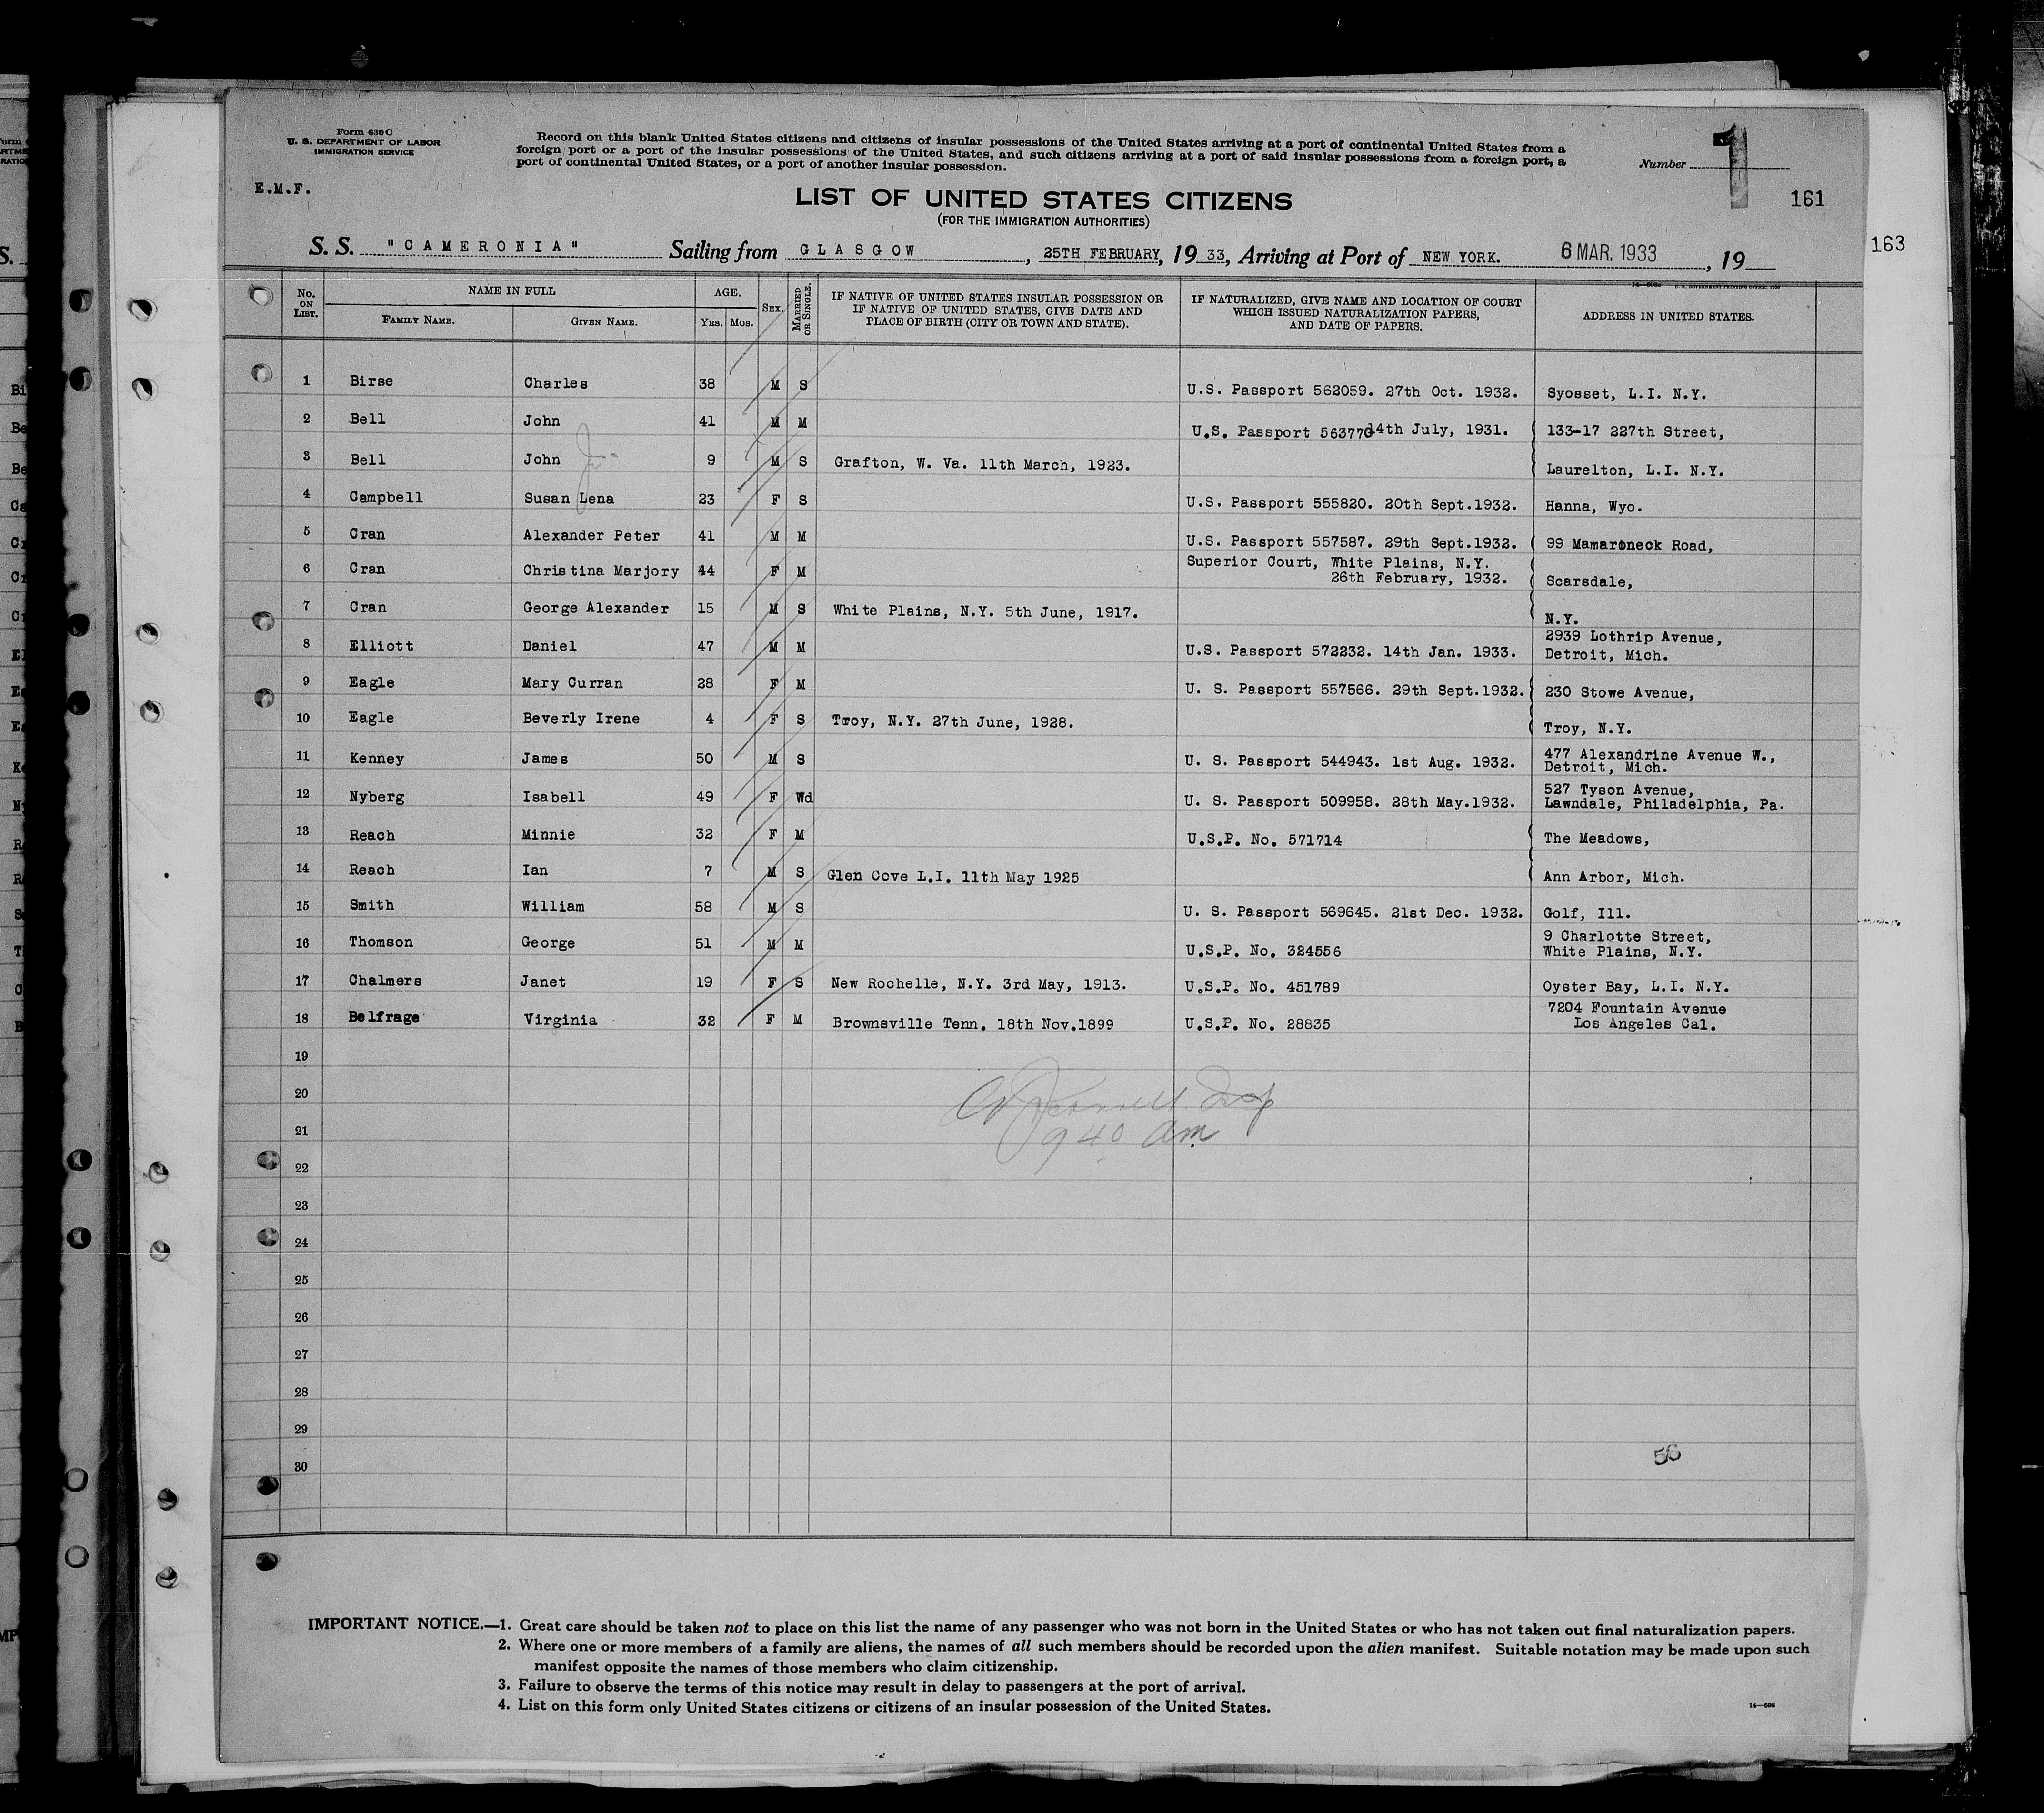 Form 630 C
U. S. DEPARTMENT OF LABOR
IMMIGRATION SERVICE
E.M.F.
Record on this blank United States citizens and citizens of insular possessions of the United States arriving at a port of continental United States from a
foreign port or a port of the insular possessions of the United States, and such citizens arriving at a port of said insular possessions from a foreign port, a
port of continental United States, or a port of another insular possession.
Number 1
161
163
LIST OF UNITED STATES CITIZENS
(FOR THE IMMIGRATION AUTHORITIES)
S. S. "CAMERONIA" Sailing from GLASGOW, 25TH FEBRUARY, 19 33, Arriving at Port of NEW YORK. 6 MAR, 1933, 19
No. ON LIST. NAME IN FULL AGE. SEX. MARRIED OR SINGLE. IF NATIVE OF UNITED STATES INSULAR POSSESSION OR IF NATIVE OF UNITED STATES, GIVE DATE AND PLACE OF BIRTH (CITY OR TOWN AND STATE). IF NATURALIZED, GIVE NAME AND LOCATION OF COURT WHICH ISSUED NATURALIZATION PAPERS, AND DATE OF PAPERS. ADDRESS IN UNITED STATES.
FAMILY NAME. GIVEN NAME. YRS. MOS.
1 Birse Charles 38 M S U.S. Passport 562059. 27th Oct. 1932. Syosset, L.I. N.Y.
2 Bell John 41 M M U.S. Passport 563770 14th July, 1931. 133-17 227th Street,
3 Bell John Jr. 9 M S Grafton, W. Va. 11th March, 1923. Laurelton, L.I. N.Y.
4 Campbell Susan Lena 23 F S U.S. Passport 555820. 20th Sept.1932. Hanna, Wyo.
5 Cran Alexander Peter 41 M M U.S. Passport 557587. 29th Sept.1932. 99 Mamaroneck Road,
6 Cran Christina Marjory 44 F M Superior Court, White Plains, N.Y. 26th February, 1932. Scarsdale,
7 Cran George Alexander 15 M S White Plains, N.Y. 5th June, 1917. N.Y.
8 Elliott Daniel 47 M M U.S. Passport 572232. 14th Jan. 1933. 2939 Lothrip Avenue, Detroit, Mich.
9 Eagle Mary Curran 28 F M U. S. Passport 557566. 29th Sept.1932. 230 Stowe Avenue,
10 Eagle Beverly Irene 4 F S Troy, N.Y. 27th June, 1928. Troy, N.Y.
11 Kenney James 50 M S U. S. Passport 544943. 1st Aug. 1932. 477 Alexandrine Avenue W., Detroit, Mich.
12 Nyberg Isabell 49 F Wd U. S. Passport 509958. 28th May.1932. 527 Tyson Avenue, Lawndale, Philadelphia, Pa.
13 Reach Minnie 32 F M U.S.P. No. 571714 The Meadows,
14 Reach Ian 7 M S Glen Cove L.I. 11th May 1925 Ann Arbor, Mich.
15 Smith William 58 M S U. S. Passport 569645. 21st Dec. 1932. Golf, Ill.
16 Thomson George 51 M M U.S.P. No. 324556 9 Charlotte Street, White Plains, N.Y.
17 Chalmers Janet 19 F S New Rochelle, N.Y. 3rd May, 1913. U.S.P. No. 451789 Oyster Bay, L.I. N.Y.
18 Belfrage Virginia 32 F M Brownsville Tenn. 18th Nov.1899 U.S.P. No. 28835 7204 Fountain Avenue Los Angeles Cal.
19
20
21 940 am
22
23
24
25
26
27
28
29
30
56
IMPORTANT NOTICE.—1. Great care should be taken not to place on this list the name of any passenger who was not born in the United States or who has not taken out final naturalization papers.
2. Where one or more members of a family are aliens, the names of all such members should be recorded upon the alien manifest. Suitable notation may be made upon such
manifest opposite the names of those members who claim citizenship.
3. Failure to observe the terms of this notice may result in delay to passengers at the port of arrival.
4. List on this form only United States citizens or citizens of an insular possession of the United States.